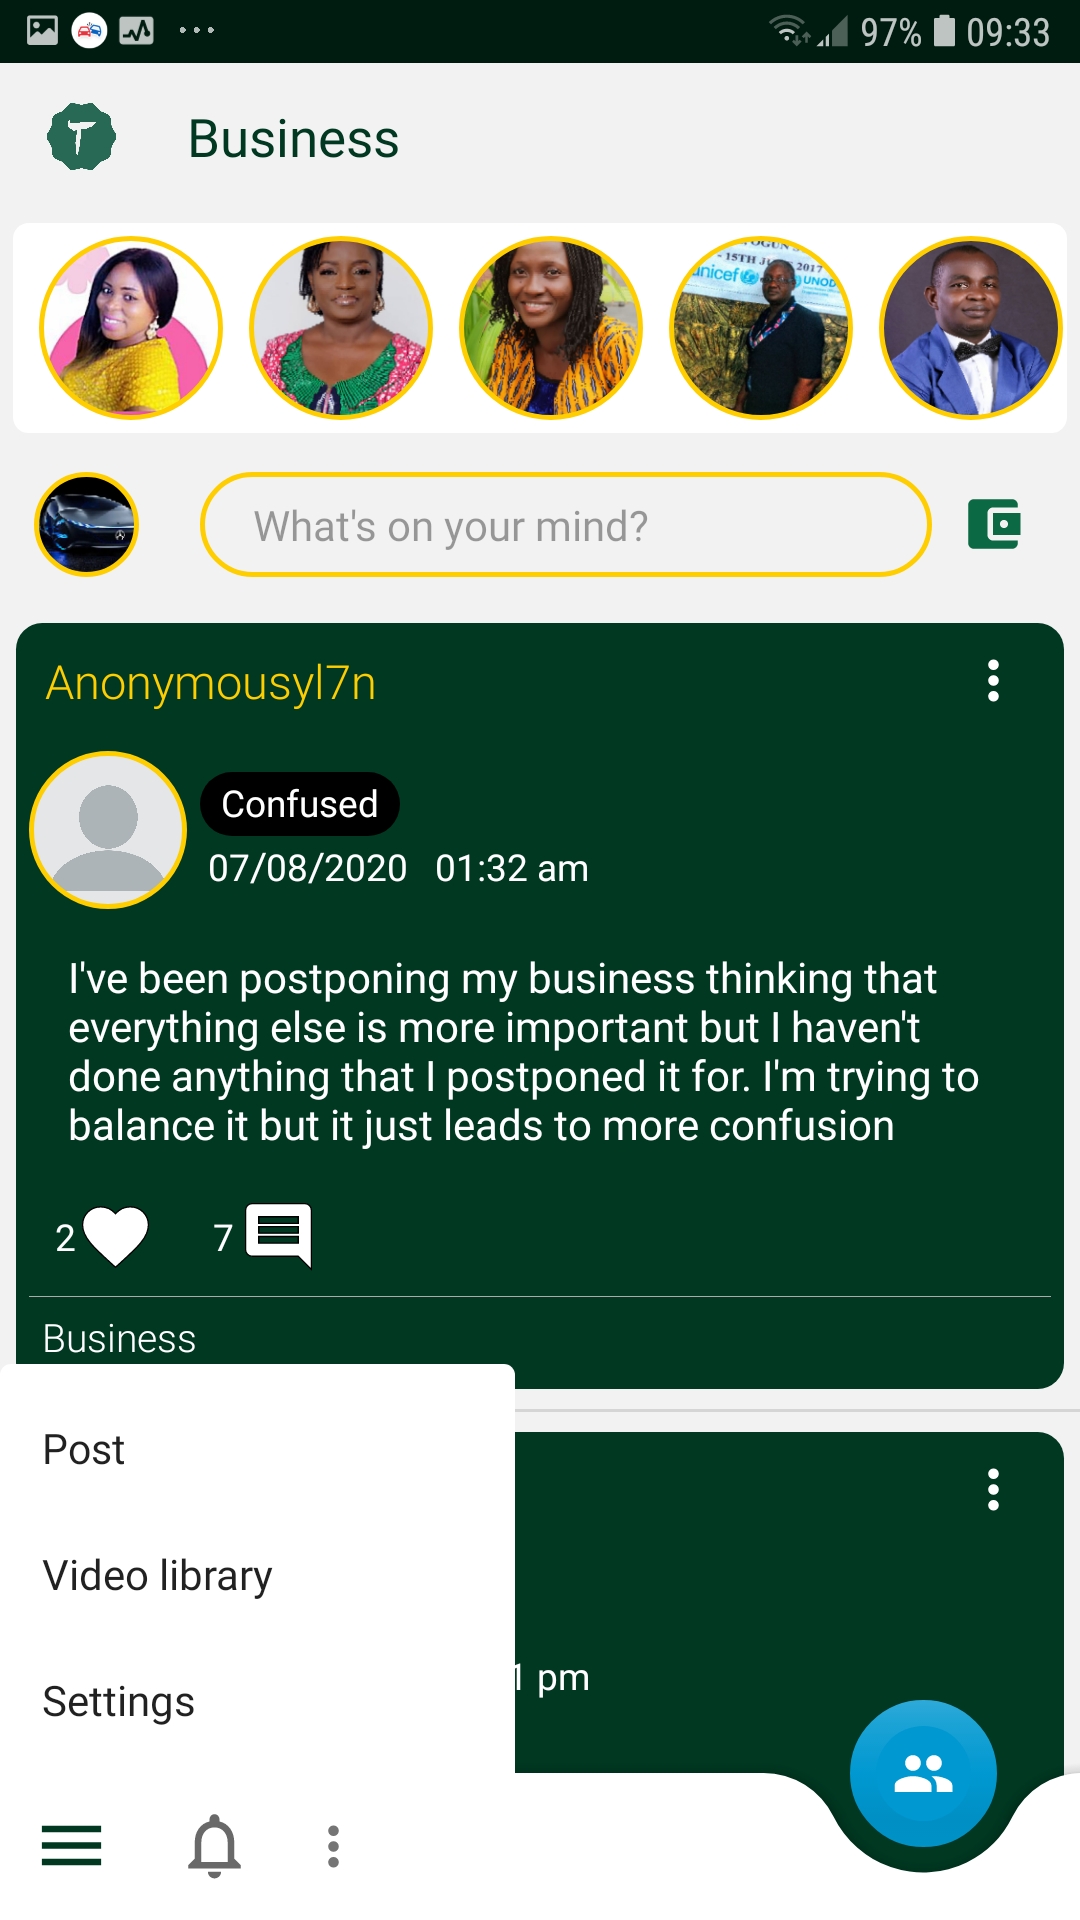 97% 09:33
Business
OGUN
- 15TH JU 2017
unicef UNOD
What's on your mind?
Anonymousyl7n
Confused
07/08/2020 01:32 am
I've been postponing my business thinking that
everything else is more important but I haven't
done anything that I postponed it for. I'm trying to
balance it but it just leads to more confusion
2 7
Business
Post
Video library
1 pm
Settings